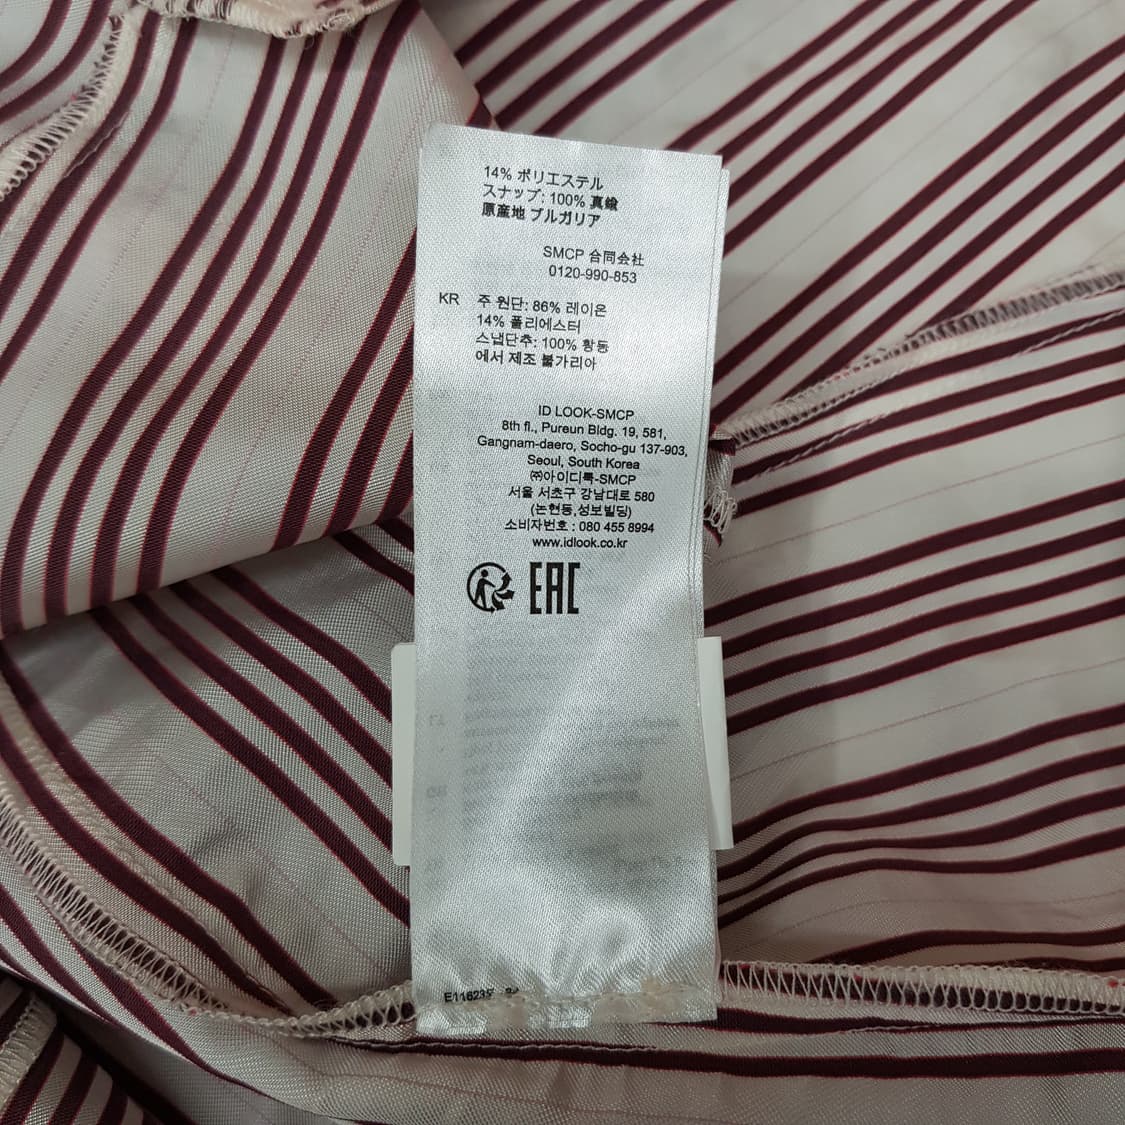 14% ポリエステル
スナップ: 100% 真鍮
原産地 ブルガリア
SMCP 合同会社
0120-990-853
KR 주 원단: 86% 레이온
14% 폴리에스터
스냅단추: 100% 황동
에서 제조 불가리아
ID LOOK-SMCP
8th fl., Pureun Bldg. 19, 581,
Gangnam-daero, Socho-gu 137-903,
Seoul, South Korea
㈜아이디룩-SMCP
서울 서초구 강남대로 580
(논현동,성보빌딩)
소비자번호 : 080 455 8994
www.idlook.co.kr
EAC